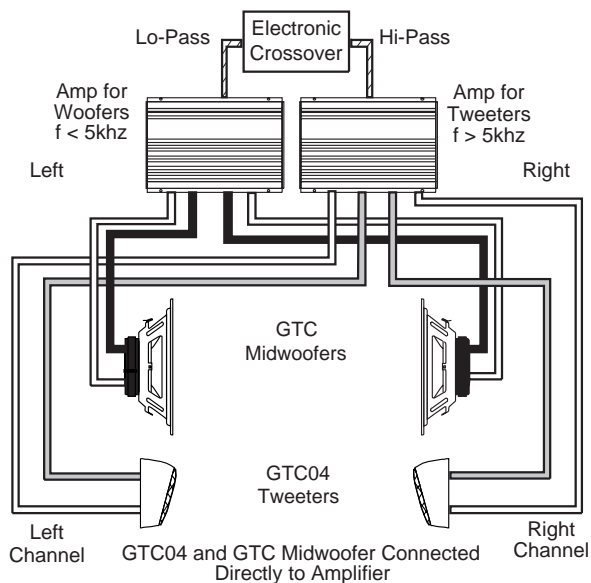 Electronic
Crossover
Lo-Pass
Hi-Pass
Amp for
Woofers
f < 5khz
Amp for
Tweeters
f > 5khz
Left
Right
GTC
Midwoofers
GTC04
Tweeters
Left
Channel
Right
Channel
GTC04 and GTC Midwoofer Connected
Directly to Amplifier